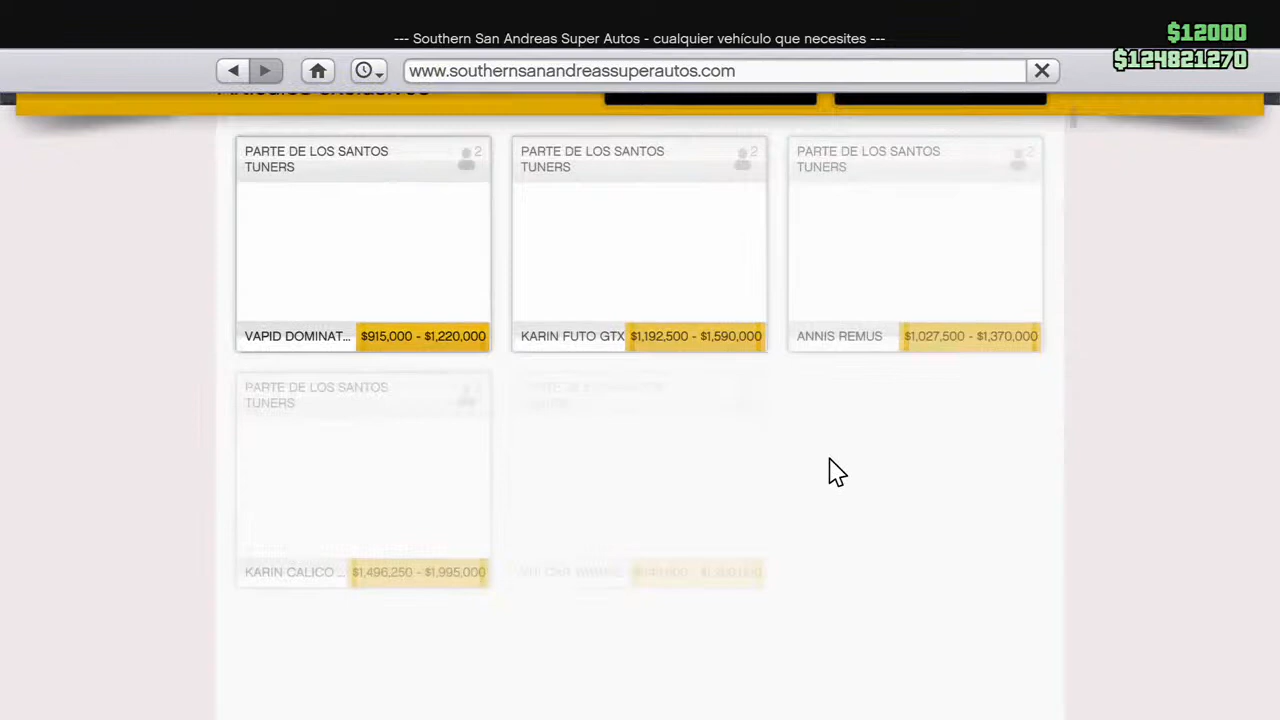 --- Southern San Andreas Super Autos - cualquier vehículo que necesites ---
$12000
$124821270
www.southernsanandreassuperautos.com
PARTE DE LOS SANTOS
TUNERS
2
VAPID DOMINAT... $915,000 - $1,220,000
PARTE DE LOS SANTOS
TUNERS
2
KARIN FUTO GTX $1,192,500 - $1,590,000
PARTE DE LOS SANTOS
TUNERS
2
ANNIS REMUS $1,027,500 - $1,370,000
PARTE DE LOS SANTOS
TUNERS
KARIN CALICO ... $1,496,250 - $1,995,000